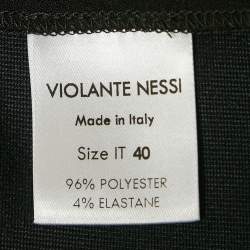 VIOLANTE NESSI
Made in Italy
Size IT 40
96% POLYESTER
4% ELASTANE